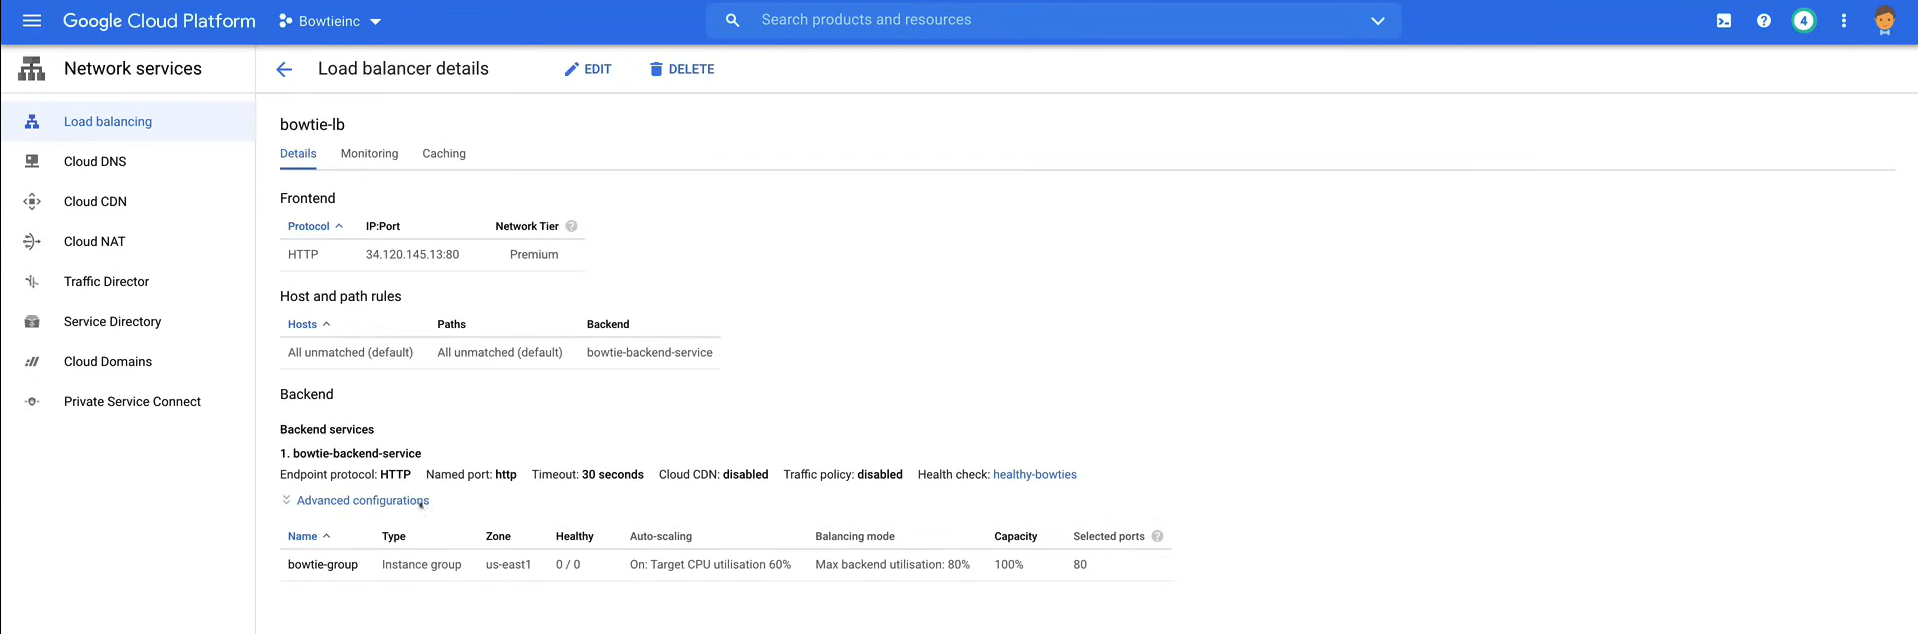 Google Cloud Platform
Bowtieinc
Search products and resources
4
Network services
Load balancer details
EDIT
DELETE
Load balancing
Cloud DNS
Cloud CDN
Cloud NAT
Traffic Director
Service Directory
Cloud Domains
Private Service Connect
bowtie-lb
Details Monitoring Caching
Frontend
Protocol IP:Port Network Tier
HTTP 34.120.145.13:80 Premium
Host and path rules
Hosts Paths Backend
All unmatched (default) All unmatched (default) bowtie-backend-service
Backend
Backend services
1. bowtie-backend-service
Endpoint protocol: HTTP Named port: http Timeout: 30 seconds Cloud CDN: disabled Traffic policy: disabled Health check: healthy-bowties
Advanced configurations
Name Type Zone Healthy Auto-scaling Balancing mode Capacity Selected ports
bowtie-group Instance group us-east1 0 / 0 On: Target CPU utilisation 60% Max backend utilisation: 80% 100% 80